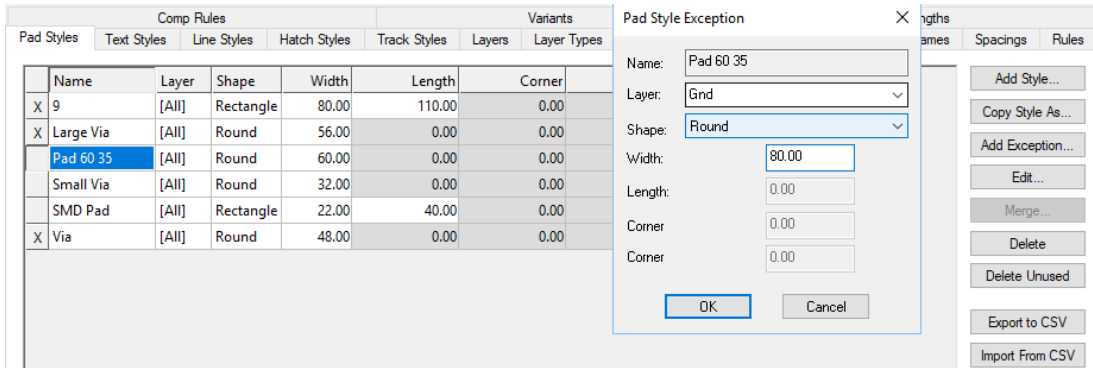 Comp Rules Variants ngths
Pad Styles Text Styles Line Styles Hatch Styles Track Styles Layers Layer Types ames Spacings Rules
Name Layer Shape Width Length Corner
X 9 [All] Rectangle 80.00 110.00 0.00
X Large Via [All] Round 56.00 0.00 0.00
Pad 60 35 [All] Round 60.00 0.00 0.00
Small Via [All] Round 32.00 0.00 0.00
SMD Pad [All] Rectangle 22.00 40.00 0.00
X Via [All] Round 48.00 0.00 0.00
Pad Style Exception
Name: Pad 60 35
Layer: Gnd
Shape: Round
Width: 80.00
Length: 0.00
Corner 0.00
Corner 0.00
OK Cancel
Add Style...
Copy Style As...
Add Exception...
Edit...
Merge...
Delete
Delete Unused
Export to CSV
Import From CSV